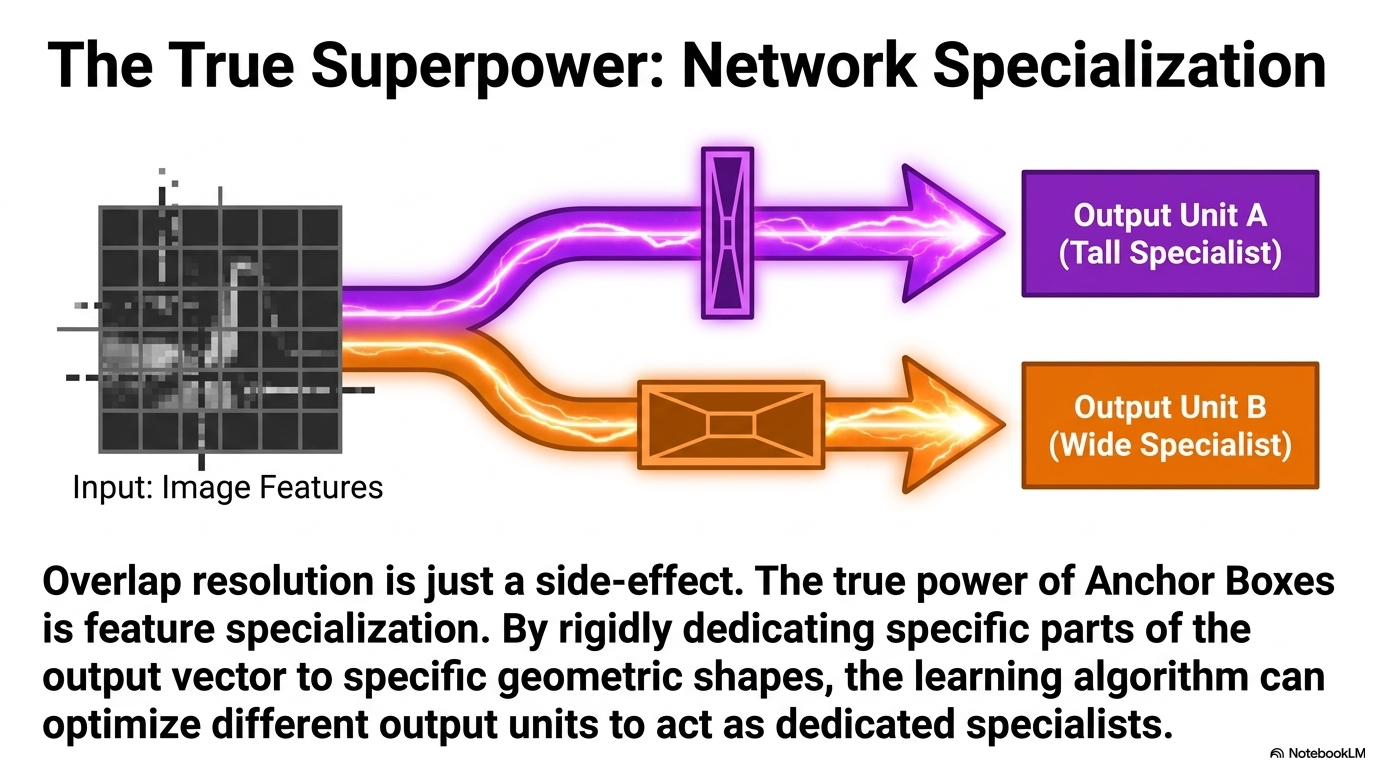 The True Superpower: Network Specialization
Output Unit A
(Tall Specialist)
Output Unit B
(Wide Specialist)
Input: Image Features
Overlap resolution is just a side-effect. The true power of Anchor Boxes
is feature specialization. By rigidly dedicating specific parts of the
output vector to specific geometric shapes, the learning algorithm can
optimize different output units to act as dedicated specialists.
NotebookLM